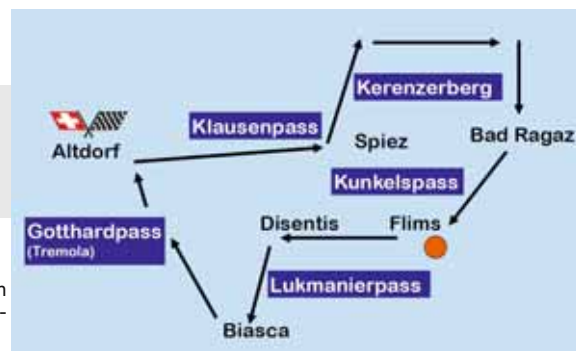 Kerenzerberg
Klausenpass
Altdorf
Spiez
Bad Ragaz
Kunkelspass
Gotthardpass
(Tremola)
Disentis
Flims
Lukmanierpass
Biasca